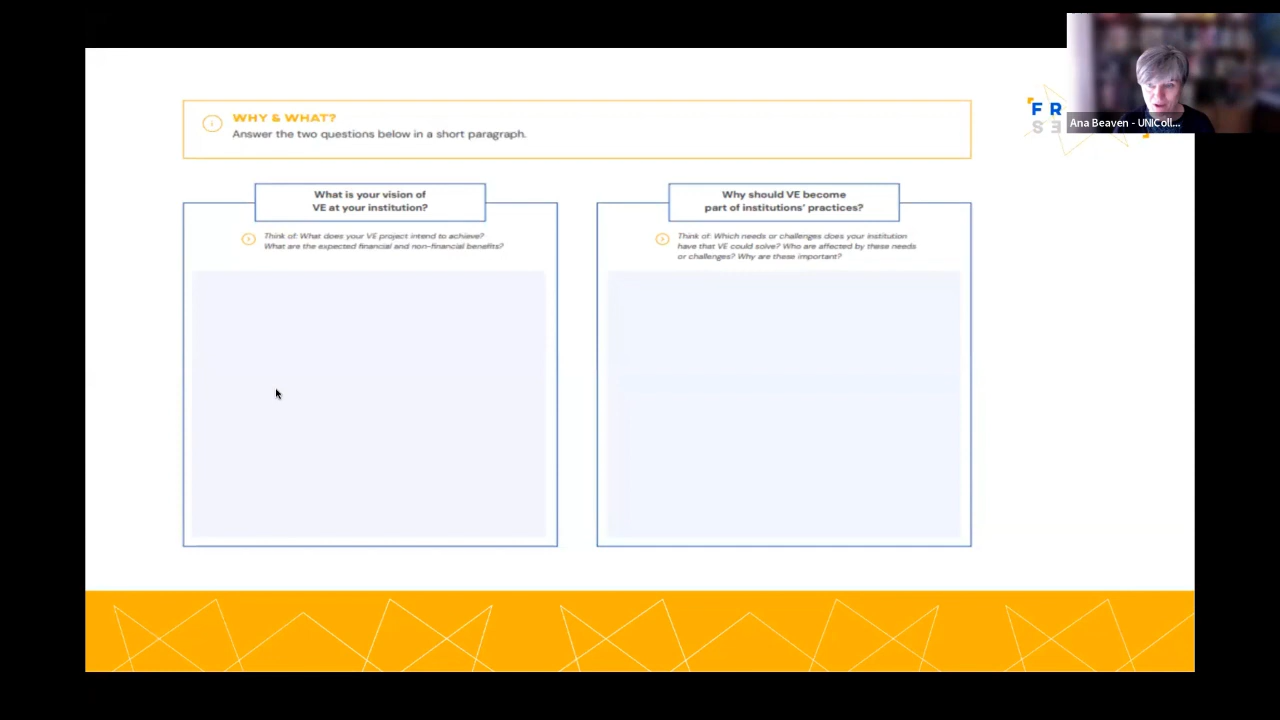 WHY & WHAT?
Answer the two questions below in a short paragraph.
FR
ES
Ana Beaven - UNIColl...
What is your vision of
VE at your institution?
Think of: What does your VE project intend to achieve?
What are the expected financial and non-financial benefits?
Why should VE become
part of institutions' practices?
Think of: Which needs or challenges does your institution
have that VE could solve? Who are affected by these needs
or challenges? Why are these important?